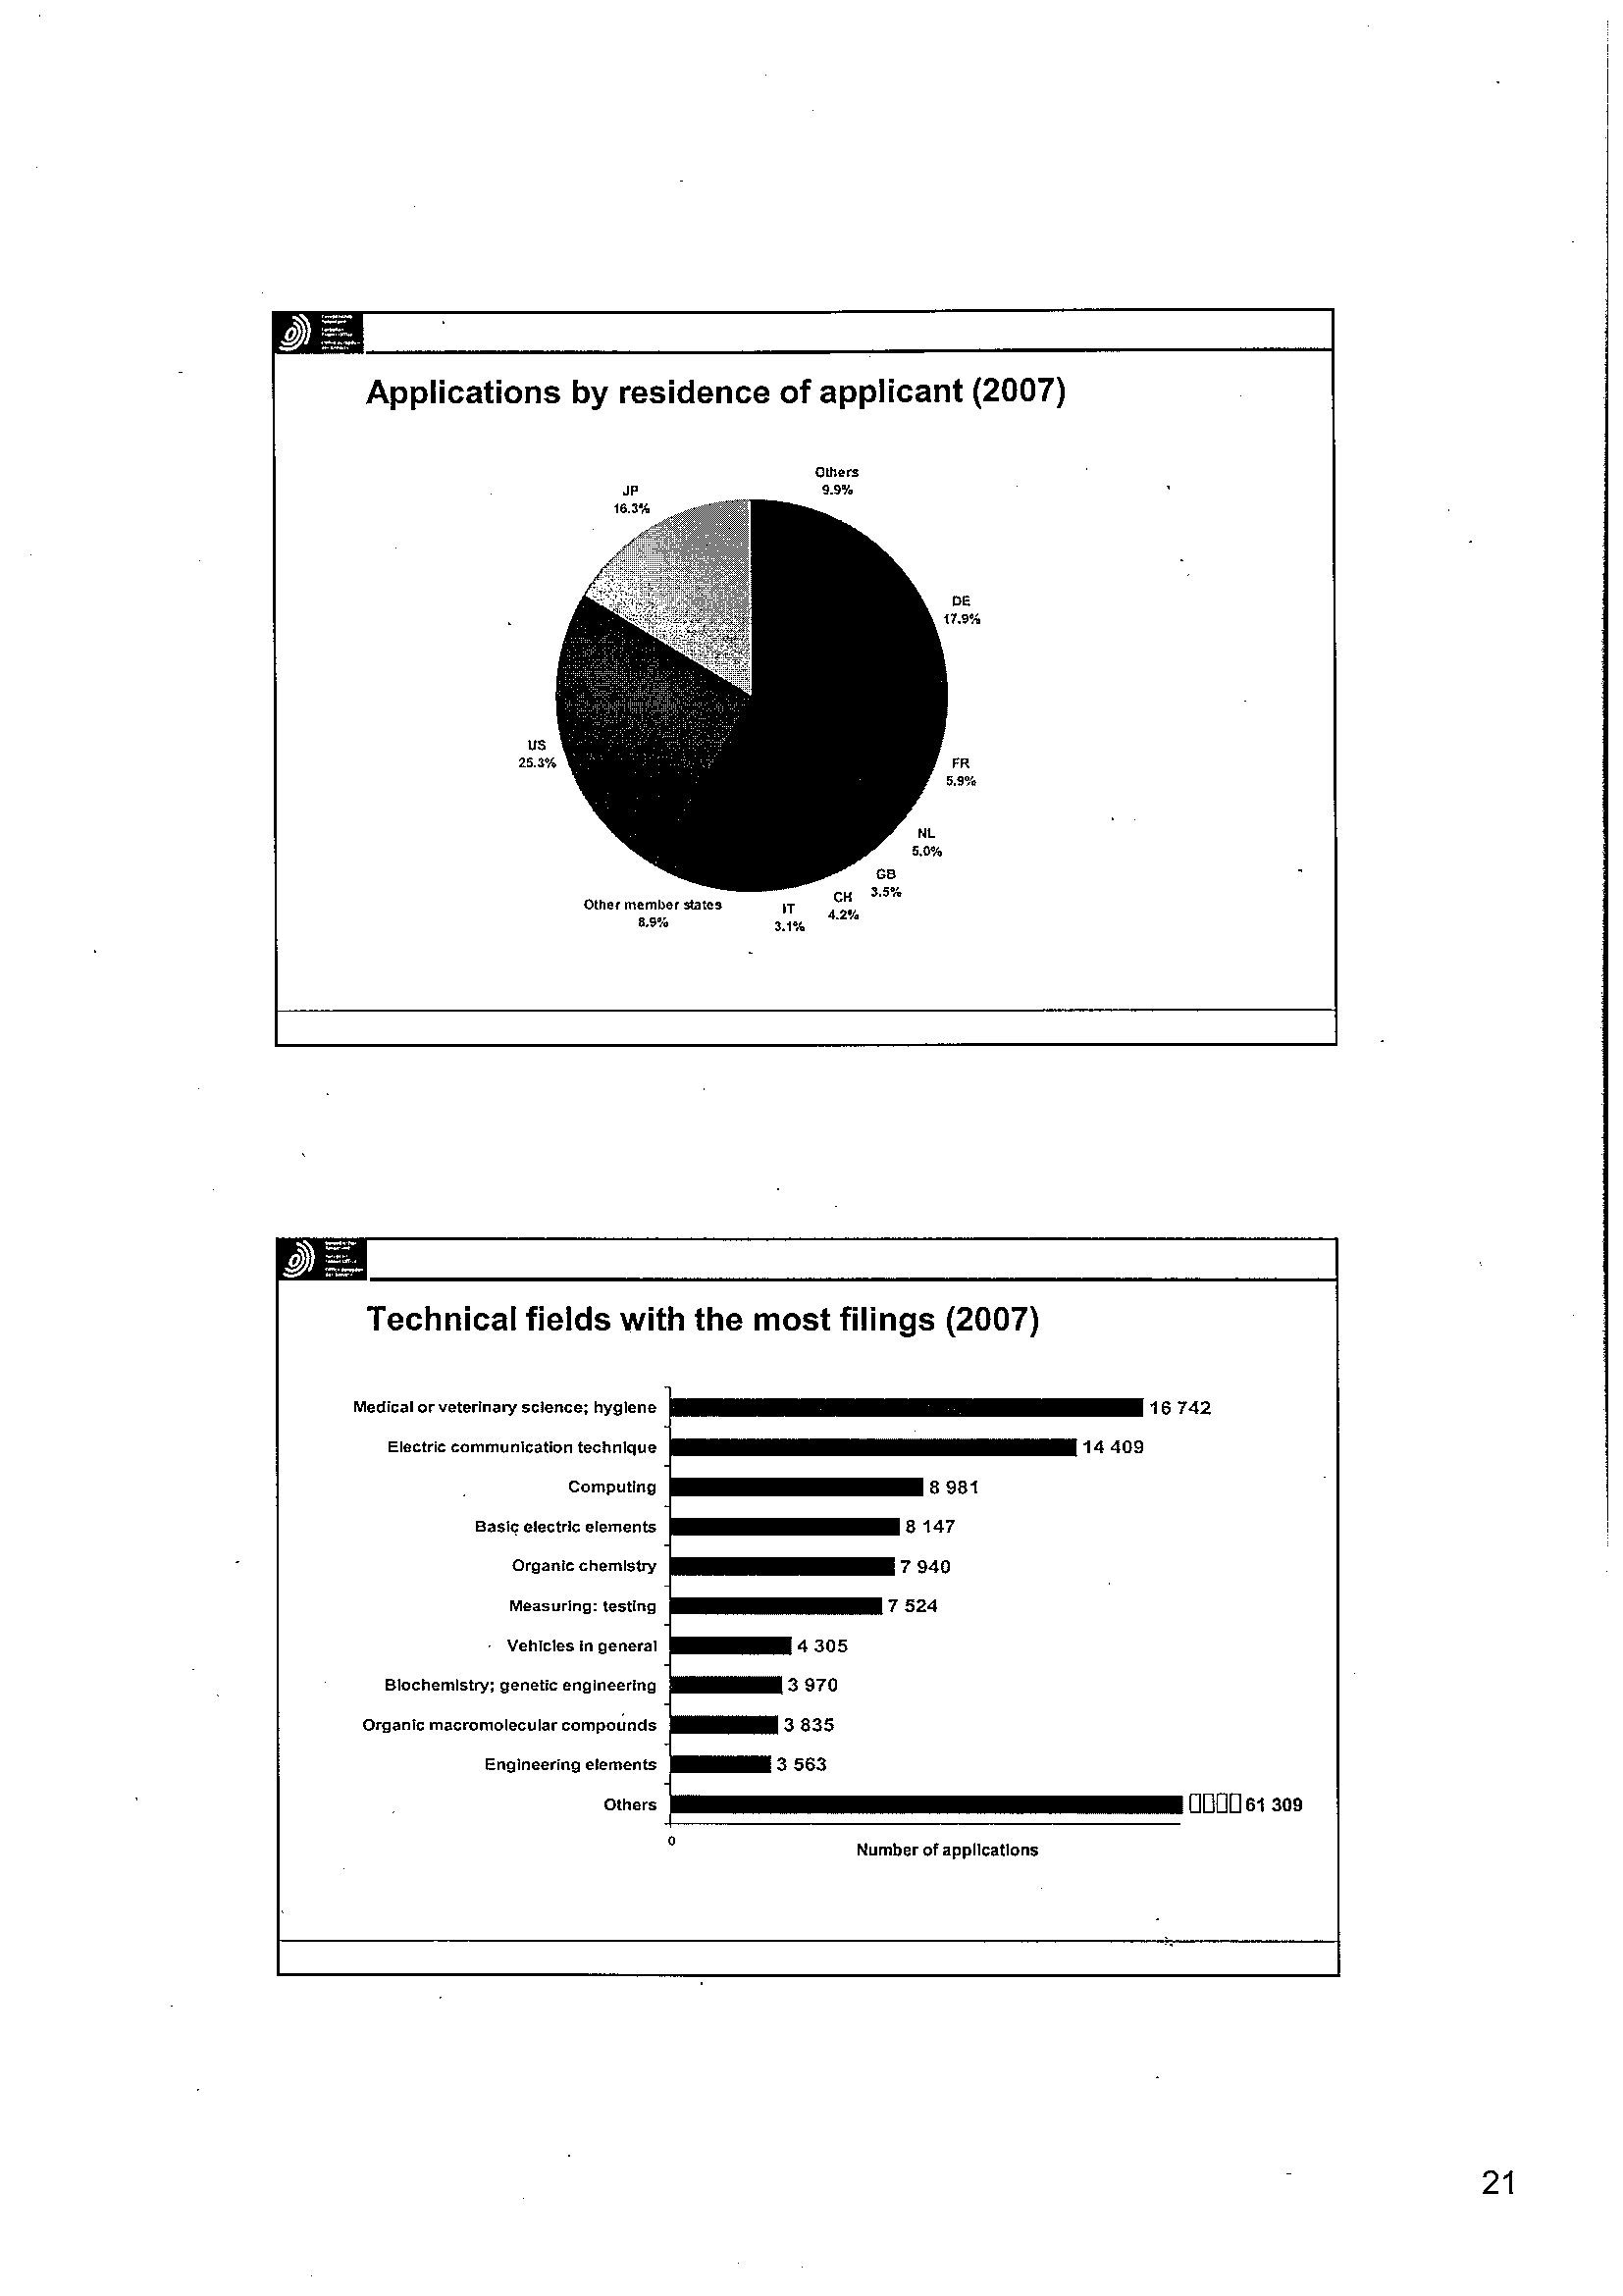 Applications by residence of applicant (2007)
Others
9.9%
JP
16.3%
DE
17.9%
US
25.3%
FR
5.9%
NL
5.0%
GB
3.5%
CH
4.2%
IT
3.1%
Other member states
8.9%
Technical fields with the most filings (2007)
Medical or veterinary science; hygiene 16 742
Electric communication technique 14 409
Computing 8 981
Basic electric elements 8 147
Organic chemistry 7 940
Measuring: testing 7 524
Vehicles in general 4 305
Biochemistry; genetic engineering 3 970
Organic macromolecular compounds 3 835
Engineering elements 3 563
Others 61 309
0
Number of applications
21